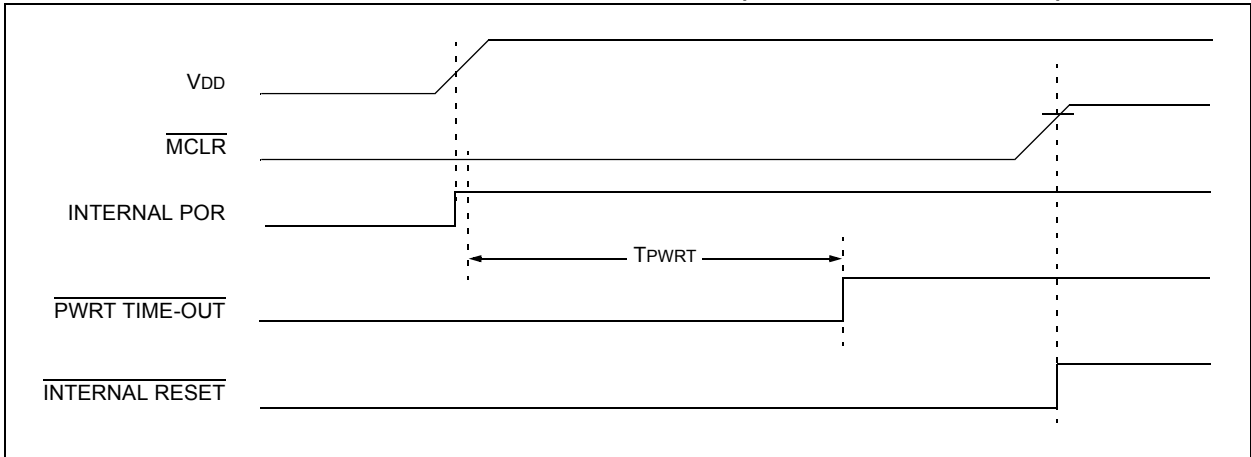 VDD
MCLR
INTERNAL POR
TPWRT
PWRT TIME-OUT
INTERNAL RESET